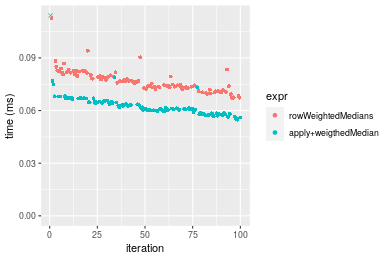 0.09
0.06
0.03
0.00
time (ms)
0
25
50
75
100
iteration
expr
rowWeightedMedians
apply+weigthedMedian